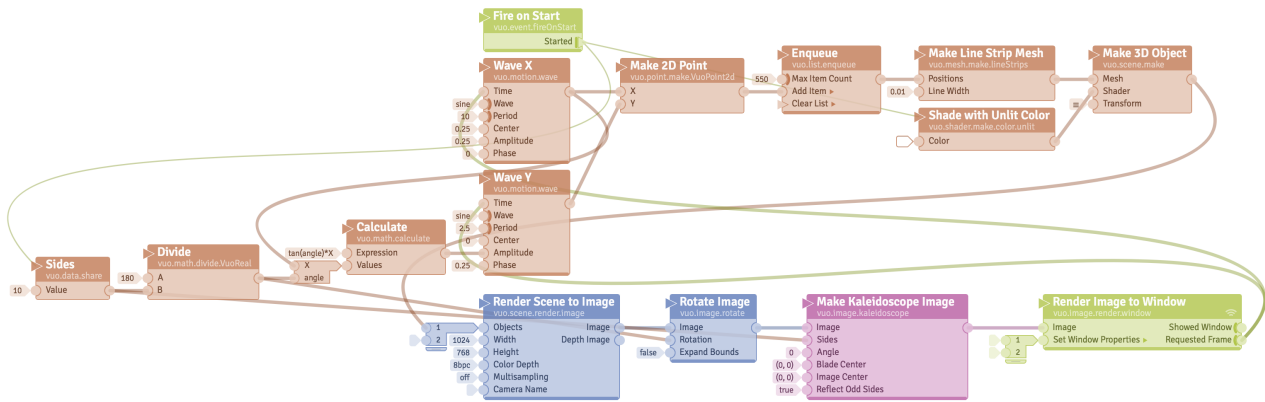 Fire on Start
vuo.event.fireOnStart
Started
Wave X
vuo.motion.wave
Time
sine Wave
10 Period
0.25 Center
0.25 Amplitude
0 Phase
Make 2D Point
vuo.point.make.VuoPoint2d
X
Y
Enqueue
vuo.list.enqueue
550 Max Item Count
Add Item ▸
Clear List ▸
Make Line Strip Mesh
vuo.mesh.make.lineStrips
Positions
0.01 Line Width
Make 3D Object
vuo.scene.make
Mesh
Shader
= Transform
Shade with Unlit Color
vuo.shader.make.color.unlit
Color
Wave Y
vuo.motion.wave
Time
sine Wave
2.5 Period
0 Center
Amplitude
0.25 Phase
Calculate
vuo.math.calculate
tan(angle)*X Expression
X Values
angle
Sides
vuo.data.share
10 Value
Divide
vuo.math.divide.VuoReal
180 A
B
Render Scene to Image
vuo.scene.render.image
1 Objects Image
2 1024 Width Depth Image
768 Height
8bpc Color Depth
off Multisampling
Camera Name
Rotate Image
vuo.image.rotate
Image
Rotation
false Expand Bounds
Make Kaleidoscope Image
vuo.image.kaleidoscope
Image
Sides
0 Angle
(0, 0) Blade Center
(0, 0) Image Center
true Reflect Odd Sides
Render Image to Window
vuo.image.render.window
Image Showed Window
1 Set Window Properties ▸ Requested Frame
2